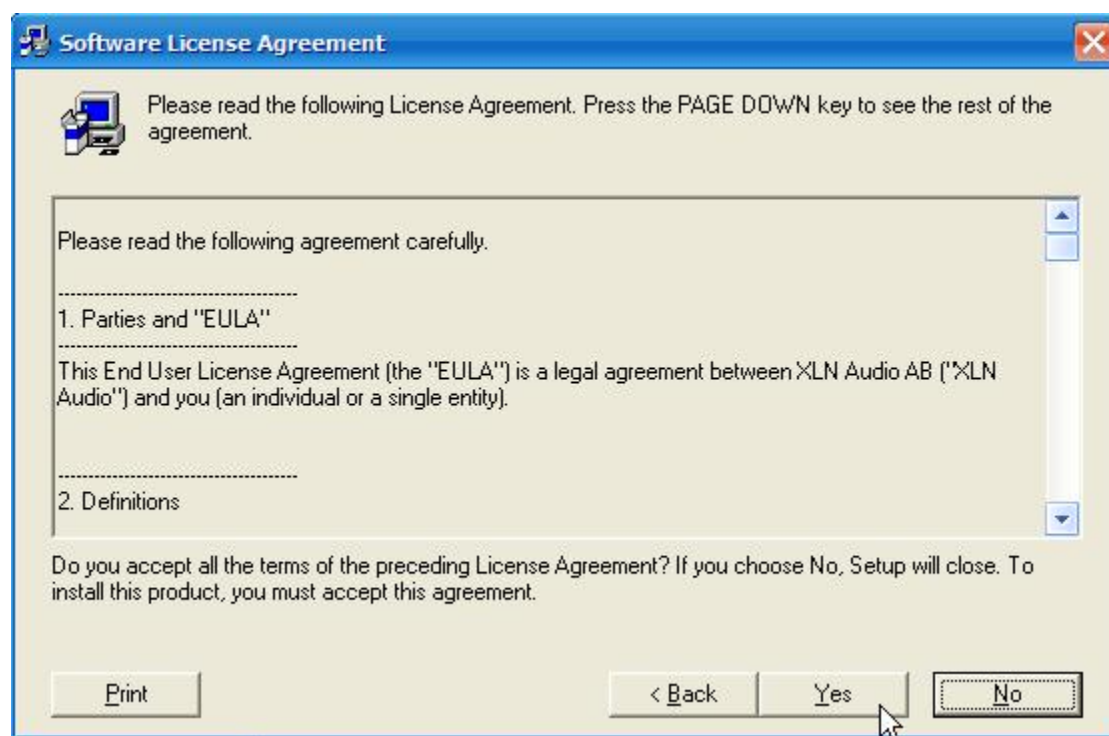 Software License Agreement
Please read the following License Agreement. Press the PAGE DOWN key to see the rest of the
agreement.
Please read the following agreement carefully.
----------------------------------------
1. Parties and "EULA"
----------------------------------------
This End User License Agreement (the "EULA") is a legal agreement between XLN Audio AB ("XLN
Audio") and you (an individual or a single entity).
----------------------------------------
2. Definitions
Do you accept all the terms of the preceding License Agreement? If you choose No, Setup will close. To
install this product, you must accept this agreement.
Print
< Back
Yes
No